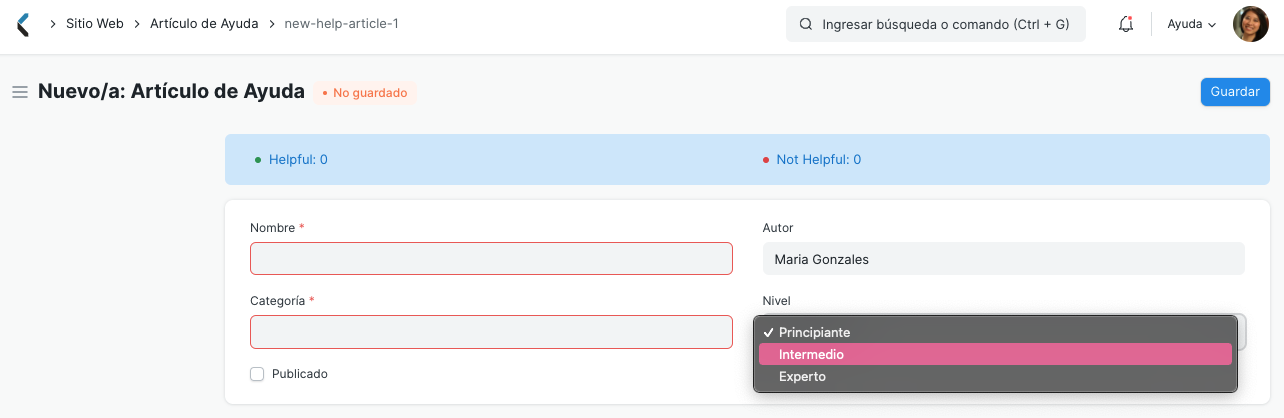 Sitio Web
Artículo de Ayuda
new-help-article-1
Ingresar búsqueda o comando (Ctrl + G)
Ayuda
Nuevo/a: Artículo de Ayuda
No guardado
Guardar
Helpful: 0
Not Helpful: 0
Nombre *
Autor
Maria Gonzales
Categoría *
Nivel
✓ Principiante
Intermedio
Experto
Publicado